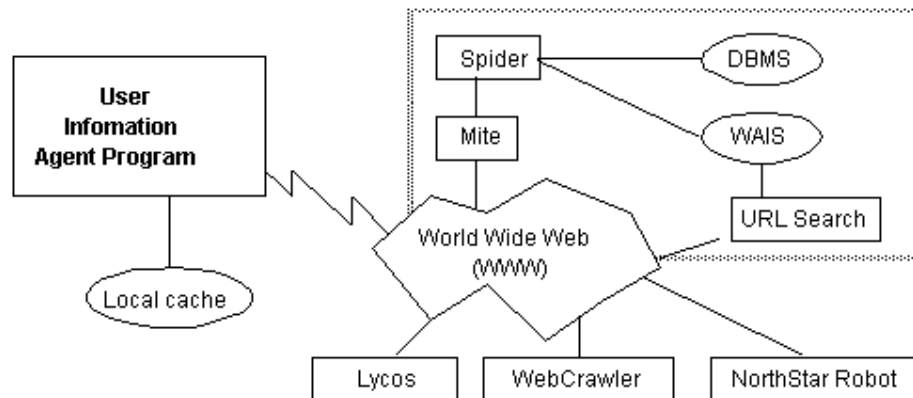 User
Infomation
Agent Program
Local cache
Spider
DBMS
Mite
WAIS
URL Search
World Wide Web
(WWW)
Lycos
WebCrawler
NorthStar Robot